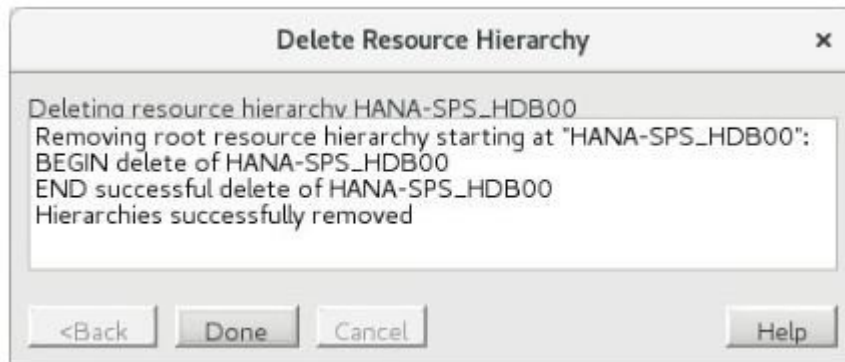 Delete Resource Hierarchy
Deleting resource hierarchy HANA-SPS_HDB00
Removing root resource hierarchy starting at "HANA-SPS_HDB00":
BEGIN delete of HANA-SPS_HDB00
END successful delete of HANA-SPS_HDB00
Hierarchies successfully removed
<Back Done Cancel Help